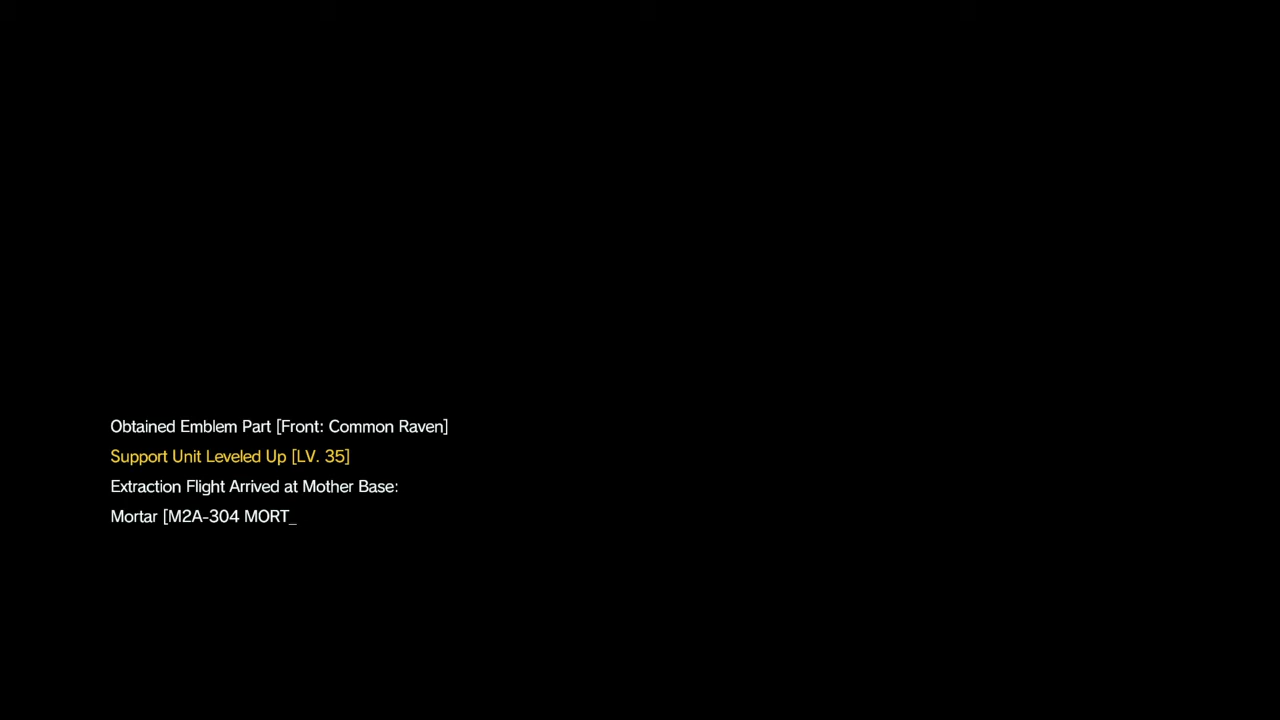 Obtained Emblem Part [Front: Common Raven]
Support Unit Leveled Up [LV. 35]
Extraction Flight Arrived at Mother Base:
Mortar [M2A-304 MORT_